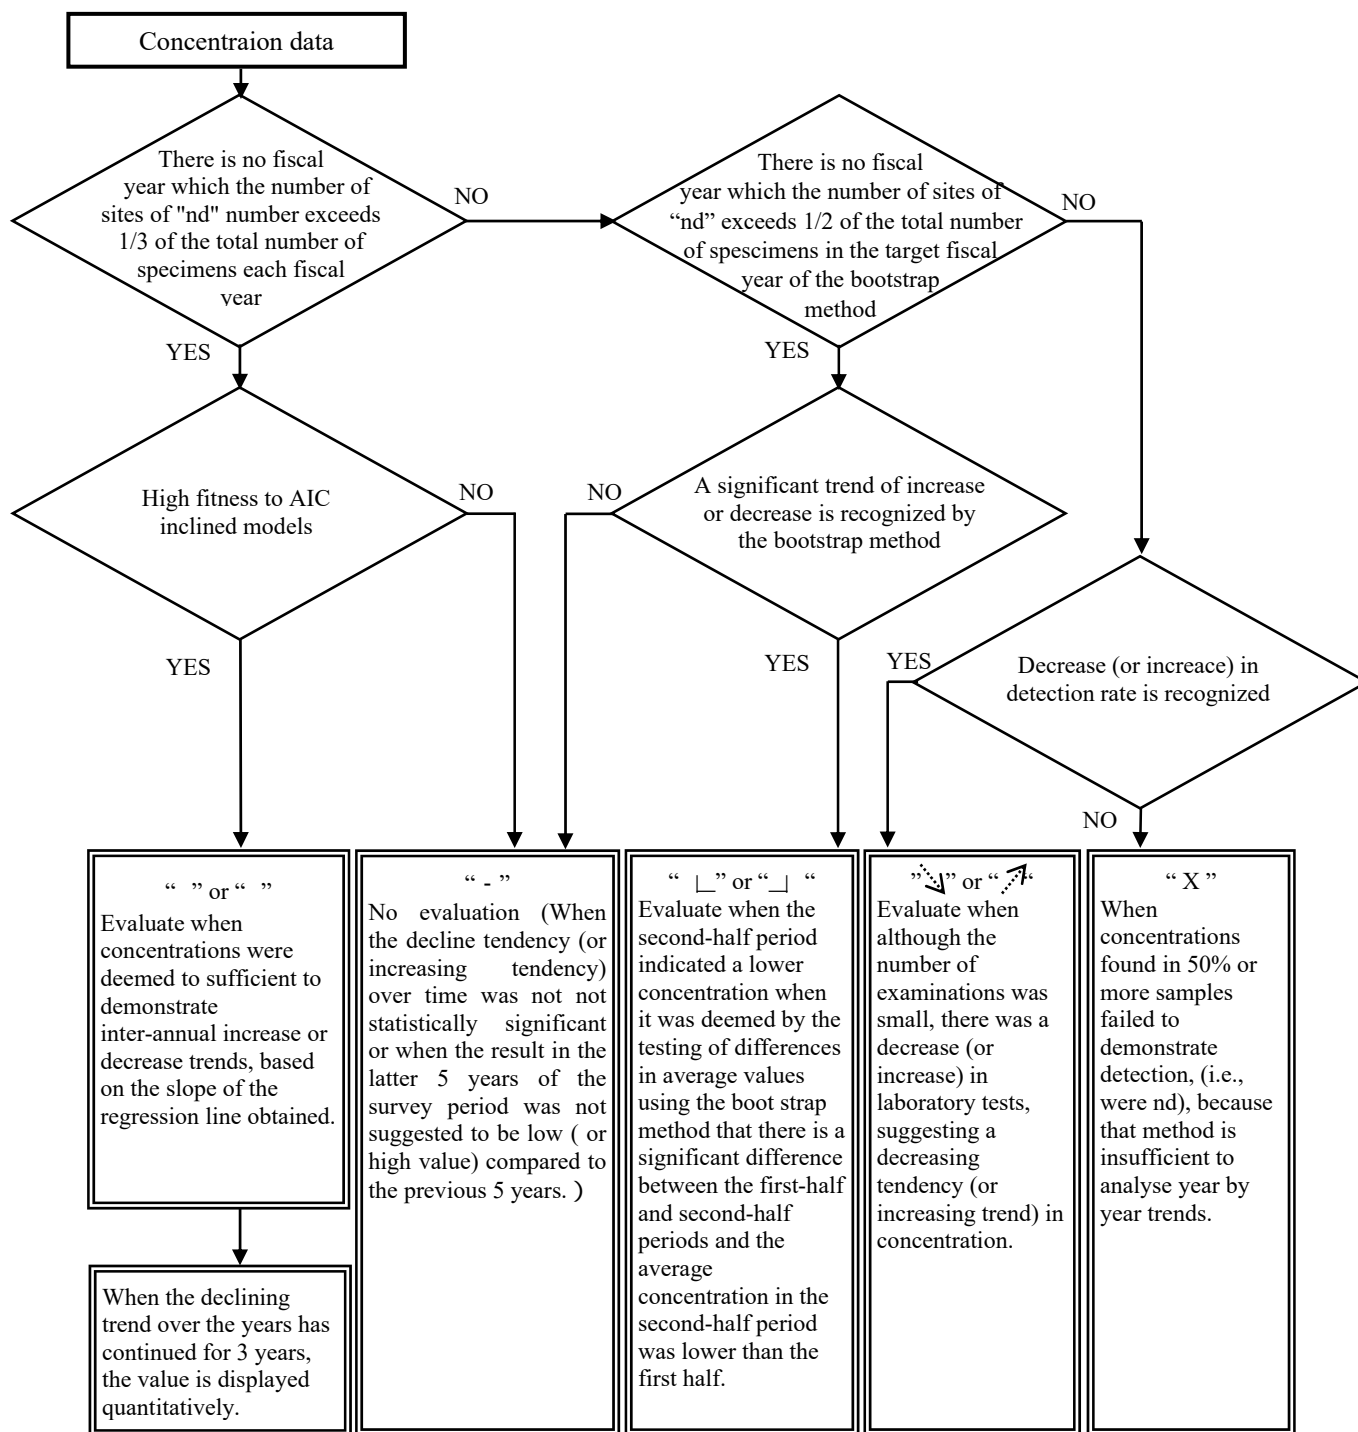 Concentraion data
There is no fiscal
year which the number of
sites of "nd" number exceeds
1/3 of the total number of
specimens each fiscal
year
NO
There is no fiscal
year which the number of sites of
“nd” exceeds 1/2 of the total number
of spescimens in the target fiscal
year of the bootstrap
method
NO
YES
YES
High fitness to AIC
inclined models
NO
NO
A significant trend of increase
or decrease is recognized by
the bootstrap method
YES
YES
YES
Decrease (or increace) in
detection rate is recognized
NO
“ ” or “ ”
Evaluate when
concentrations were
deemed to sufficient to
demonstrate
inter-annual increase or
decrease trends, based
on the slope of the
regression line obtained.
When the declining
trend over the years has
continued for 3 years,
the value is displayed
quantitatively.
“ - ”
No evaluation (When
the decline tendency (or
increasing tendency)
over time was not not
statistically significant
or when the result in the
latter 5 years of the
survey period was not
suggested to be low ( or
high value) compared to
the previous 5 years. )
“ ” or “ “
Evaluate when the
second-half period
indicated a lower
concentration when
it was deemed by the
testing of differences
in average values
using the boot strap
method that there is a
significant difference
between the first-half
and second-half
periods and the
average
concentration in the
second-half period
was lower than the
first half.
” ” or “ “
Evaluate when
although the
number of
examinations was
small, there was a
decrease (or
increase) in
laboratory tests,
suggesting a
decreasing
tendency (or
increasing trend) in
concentration.
“ X ”
When
concentrations
found in 50% or
more samples
failed to
demonstrate
detection, (i.e.,
were nd), because
that method is
insufficient to
analyse year by
year trends.